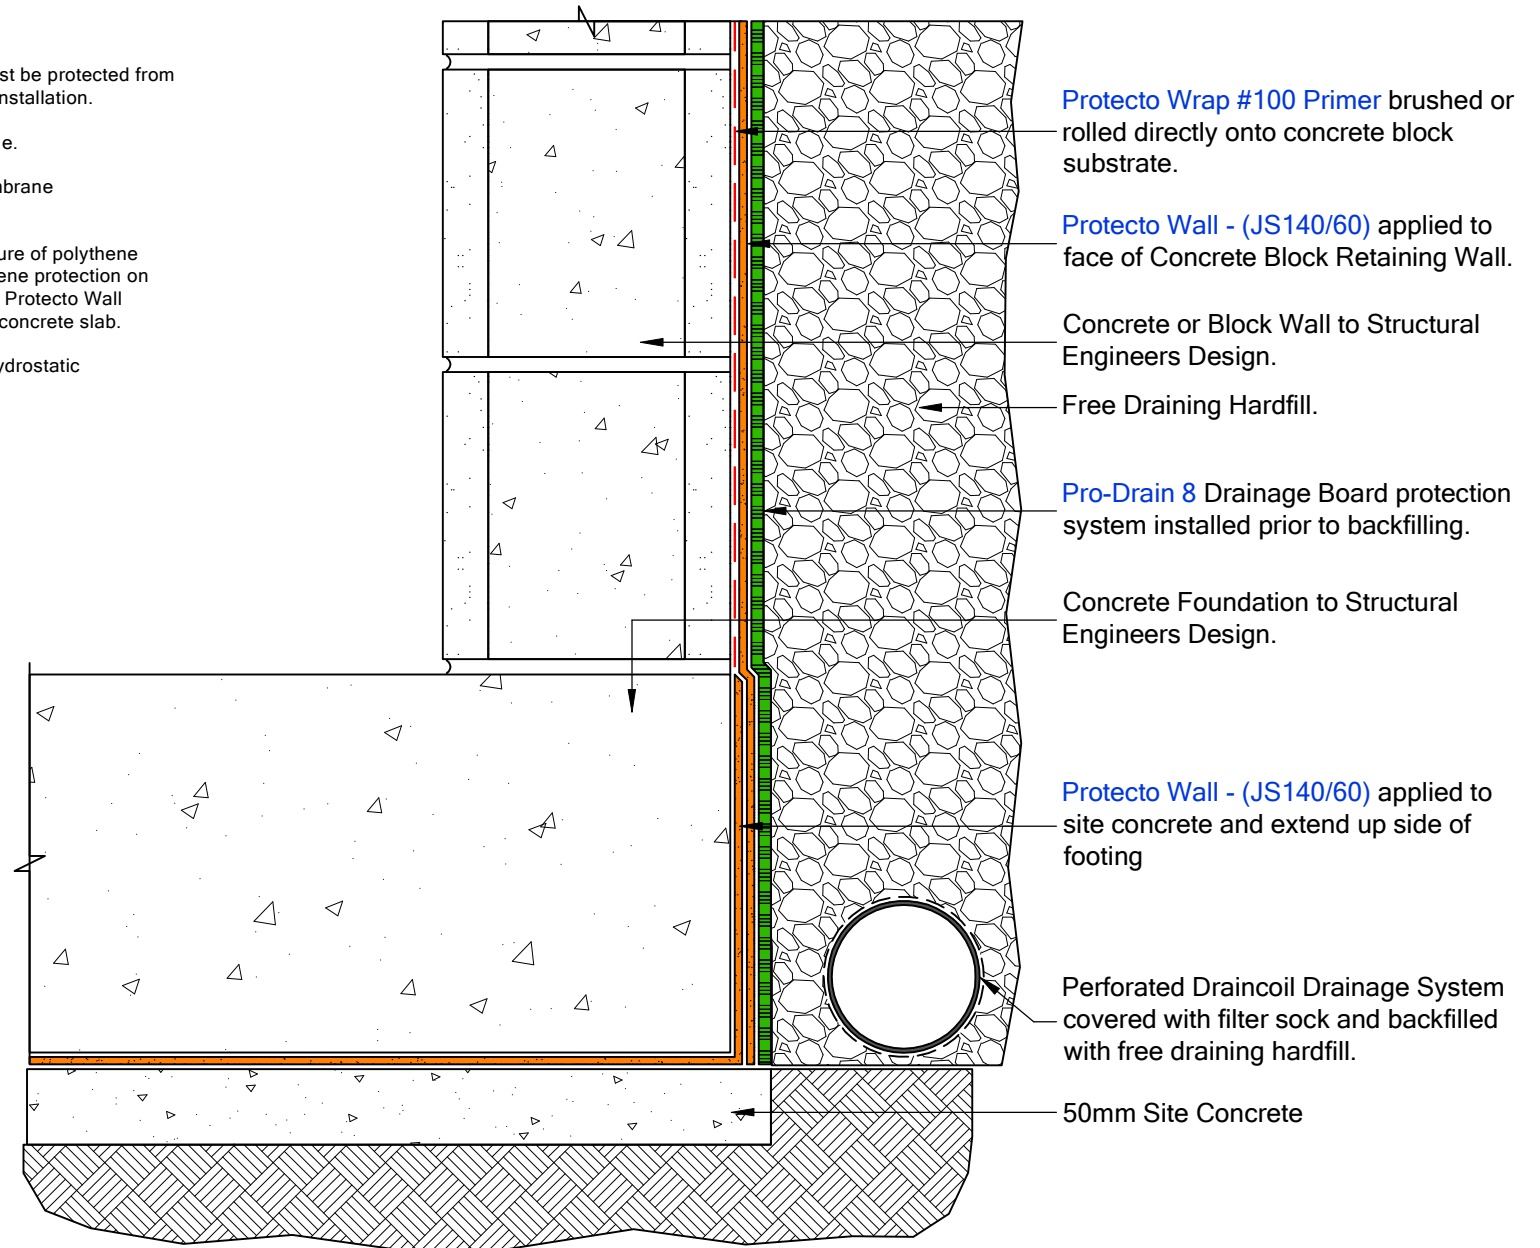 st be protected from
nstallation.
e.
brane
ure of polythene
ene protection on
Protecto Wall
concrete slab.
ydrostatic
Protecto Wrap #100 Primer brushed or
rolled directly onto concrete block
substrate.
Protecto Wall - (JS140/60) applied to
face of Concrete Block Retaining Wall.
Concrete or Block Wall to Structural
Engineers Design.
Free Draining Hardfill.
Pro-Drain 8 Drainage Board protection
system installed prior to backfilling.
Concrete Foundation to Structural
Engineers Design.
Protecto Wall - (JS140/60) applied to
site concrete and extend up side of
footing
Perforated Draincoil Drainage System
covered with filter sock and backfilled
with free draining hardfill.
50mm Site Concrete